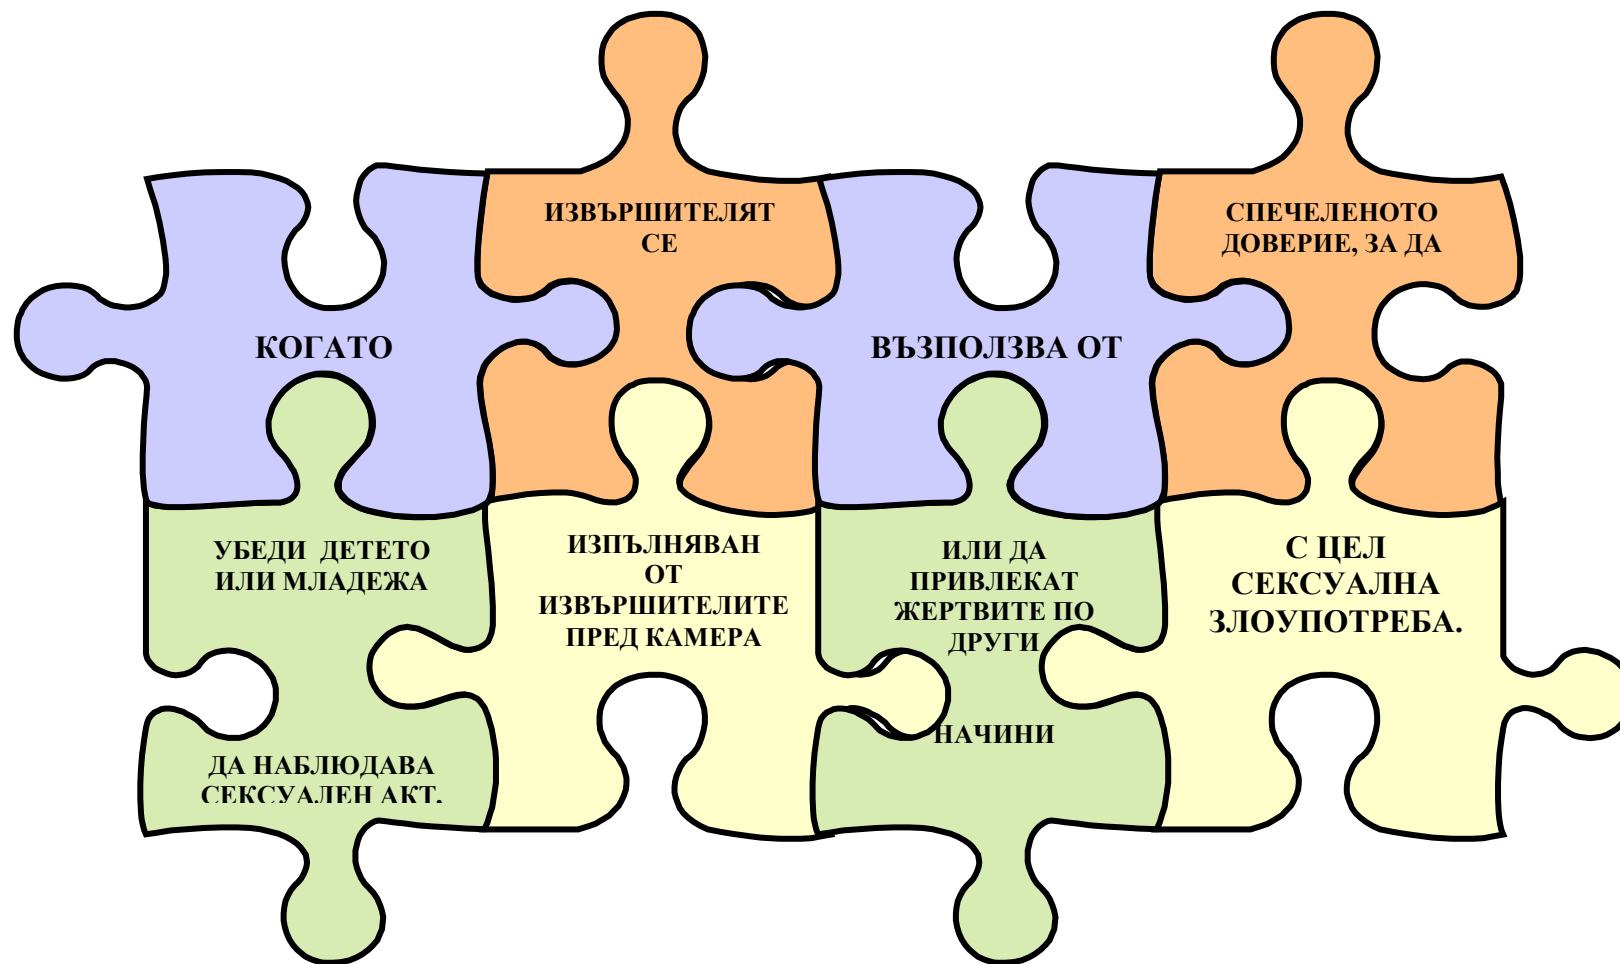 КОГАТО
ИЗВЪРШИТЕЛЯТ
СЕ
ВЪЗПОЛЗВА ОТ
СПЕЧЕЛЕНОТО
ДОВЕРИЕ, ЗА ДА
УБЕДИ ДЕТЕТО
ИЛИ МЛАДЕЖА
ДА НАБЛЮДАВА
СЕКСУАЛЕН АКТ,
ИЗПЪЛНЯВАН
ОТ
ИЗВЪРШИТЕЛИТЕ
ПРЕД КАМЕРА
ИЛИ ДА
ПРИВЛЕКАТ
ЖЕРТВИТЕ ПО
ДРУГИ
НАЧИНИ
С ЦЕЛ
СЕКСУАЛНА
ЗЛОУПОТРЕБА.